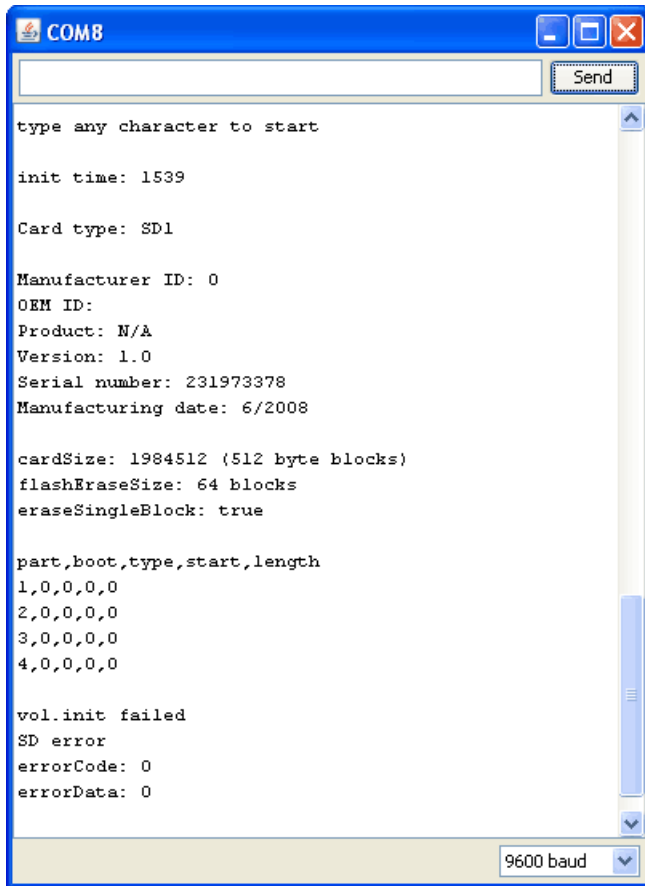 COM8
Send
type any character to start
init time: 1539
Card type: SD1
Manufacturer ID: 0
OEM ID:
Product: N/A
Version: 1.0
Serial number: 231973378
Manufacturing date: 6/2008
cardSize: 1984512 (512 byte blocks)
flashEraseSize: 64 blocks
eraseSingleBlock: true
part,boot,type,start,length
1,0,0,0,0
2,0,0,0,0
3,0,0,0,0
4,0,0,0,0
vol.init failed
SD error
errorCode: 0
errorData: 0
9600 baud